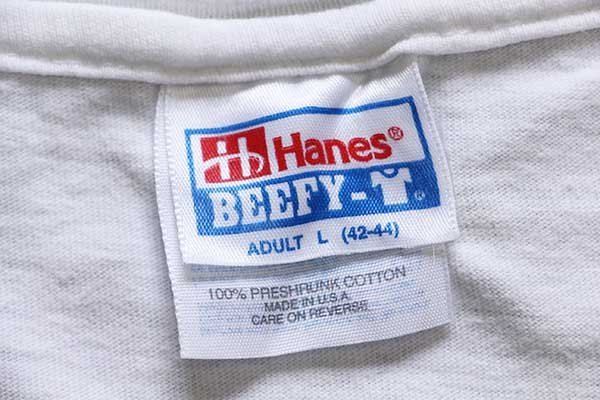 Hanes®
BEEFY-T®
ADULT L (42-44)
100% PRESHRUNK COTTON
MADE IN U.S.A.
CARE ON REVERSE